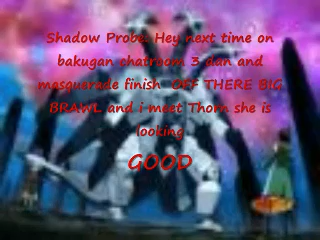 Shadow Probe: Hey next time on
bakugan chatroom 3 dan and
masquerade finish  OFF THERE BIG
BRAWL and i meet Thorn she is
looking
GOOD